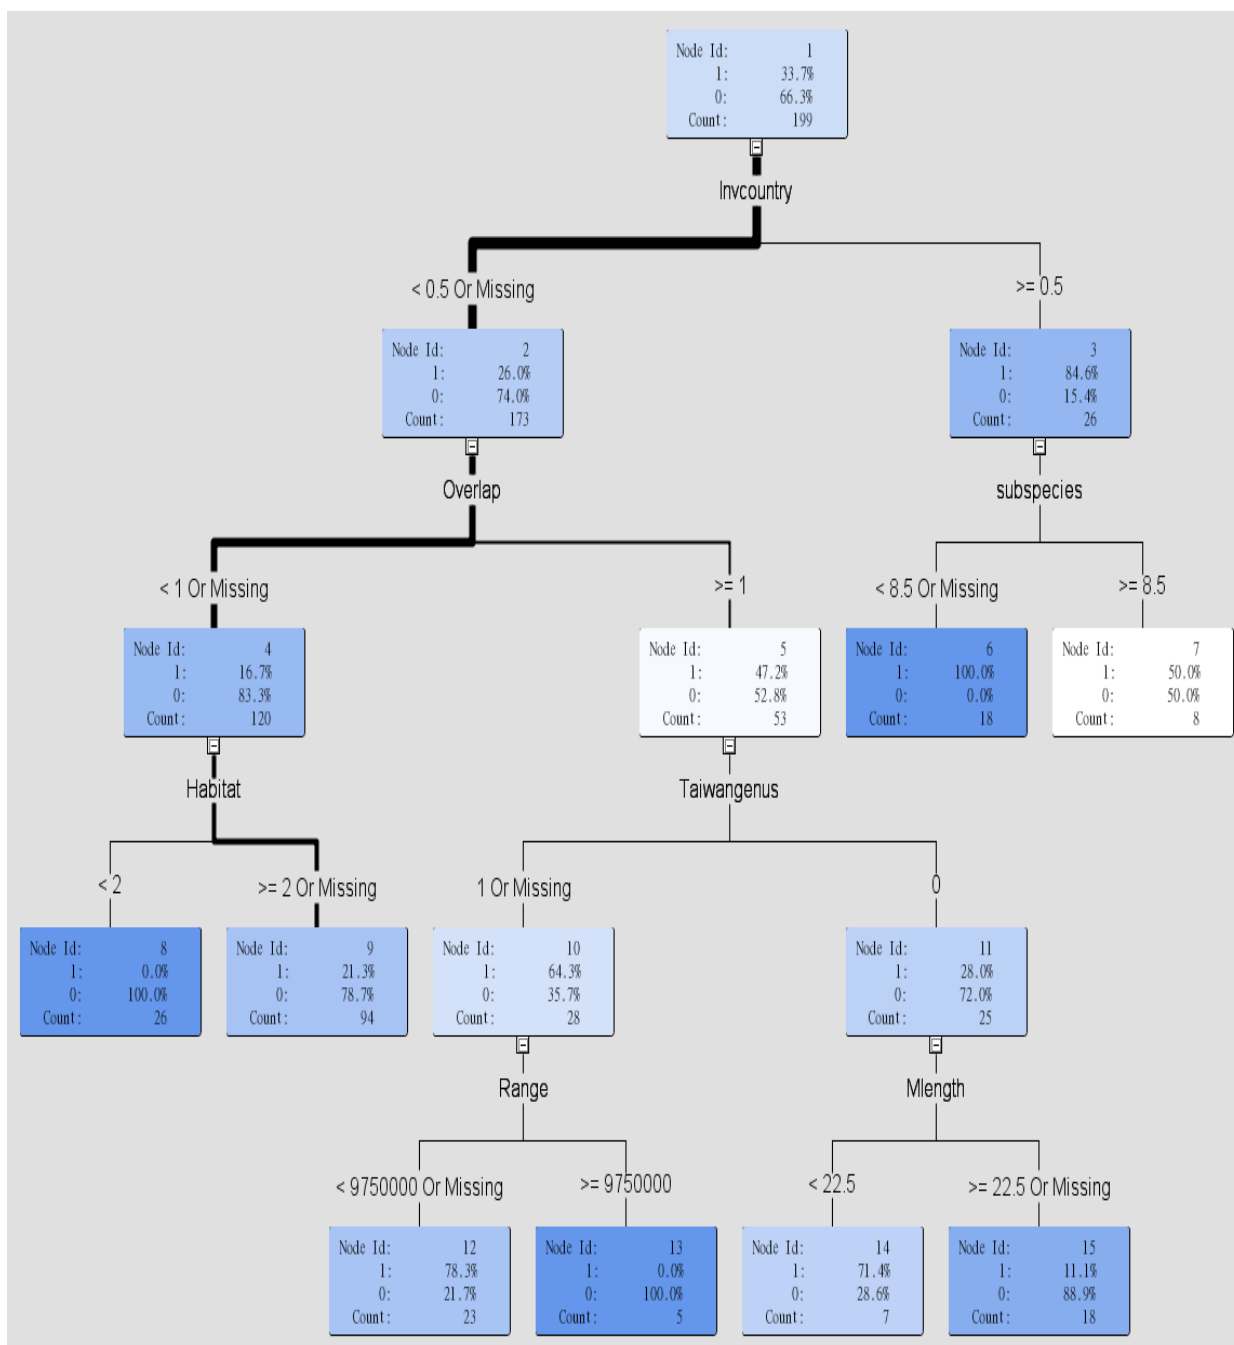 Node Id: 1
1: 33.7%
0: 66.3%
Count: 199
Invcountry
< 0.5 Or Missing
>= 0.5
Node Id: 2
1: 26.0%
0: 74.0%
Count: 173
Node Id: 3
1: 84.6%
0: 15.4%
Count: 26
Overlap
subspecies
< 1 Or Missing
>= 1
< 8.5 Or Missing
>= 8.5
Node Id: 4
1: 16.7%
0: 83.3%
Count: 120
Node Id: 5
1: 47.2%
0: 52.8%
Count: 53
Node Id: 6
1: 100.0%
0: 0.0%
Count: 18
Node Id: 7
1: 50.0%
0: 50.0%
Count: 8
Habitat
Taiwangenus
< 2
>= 2 Or Missing
1 Or Missing
0
Node Id: 8
1: 0.0%
0: 100.0%
Count: 26
Node Id: 9
1: 21.3%
0: 78.7%
Count: 94
Node Id: 10
1: 64.3%
0: 35.7%
Count: 28
Node Id: 11
1: 28.0%
0: 72.0%
Count: 25
Range
Mlength
< 9750000 Or Missing
>= 9750000
< 22.5
>= 22.5 Or Missing
Node Id: 12
1: 78.3%
0: 21.7%
Count: 23
Node Id: 13
1: 0.0%
0: 100.0%
Count: 5
Node Id: 14
1: 71.4%
0: 28.6%
Count: 7
Node Id: 15
1: 11.1%
0: 88.9%
Count: 18